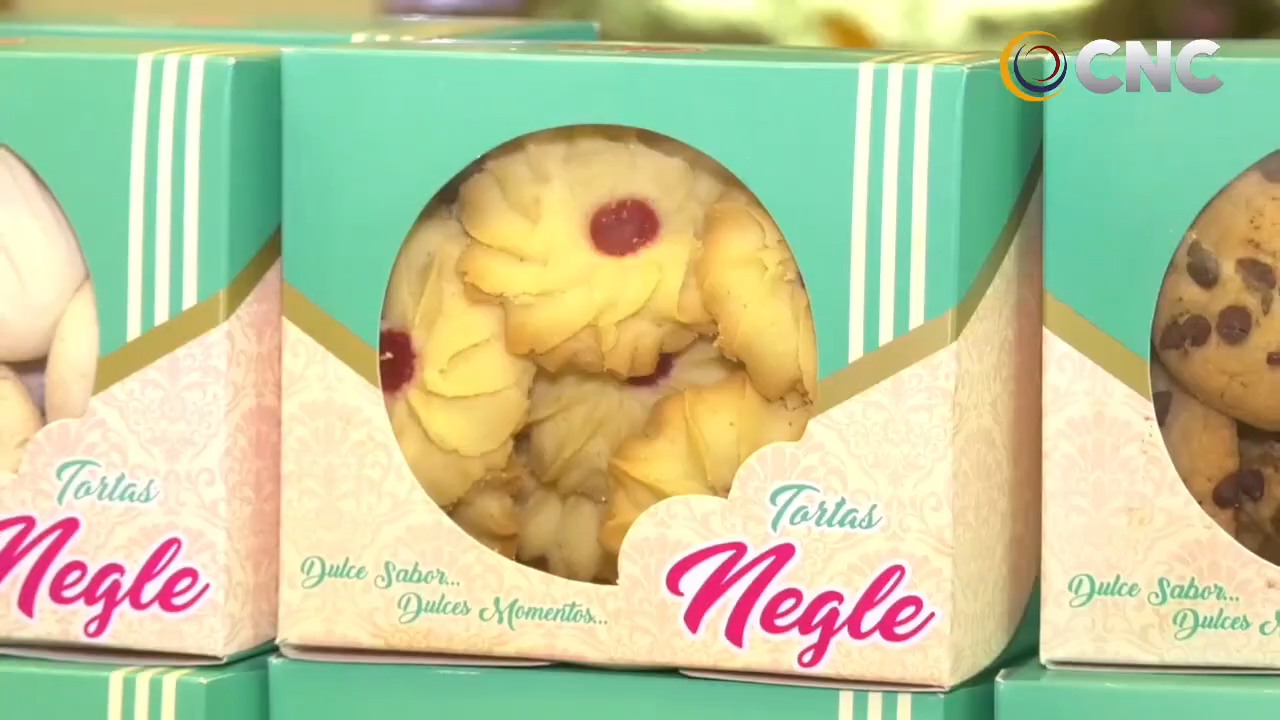 CNC
Tortas
Negle
Tortas
Negle
Dulce Sabor...
Dulces Momentos...
Dulce Sabor...
Dulces